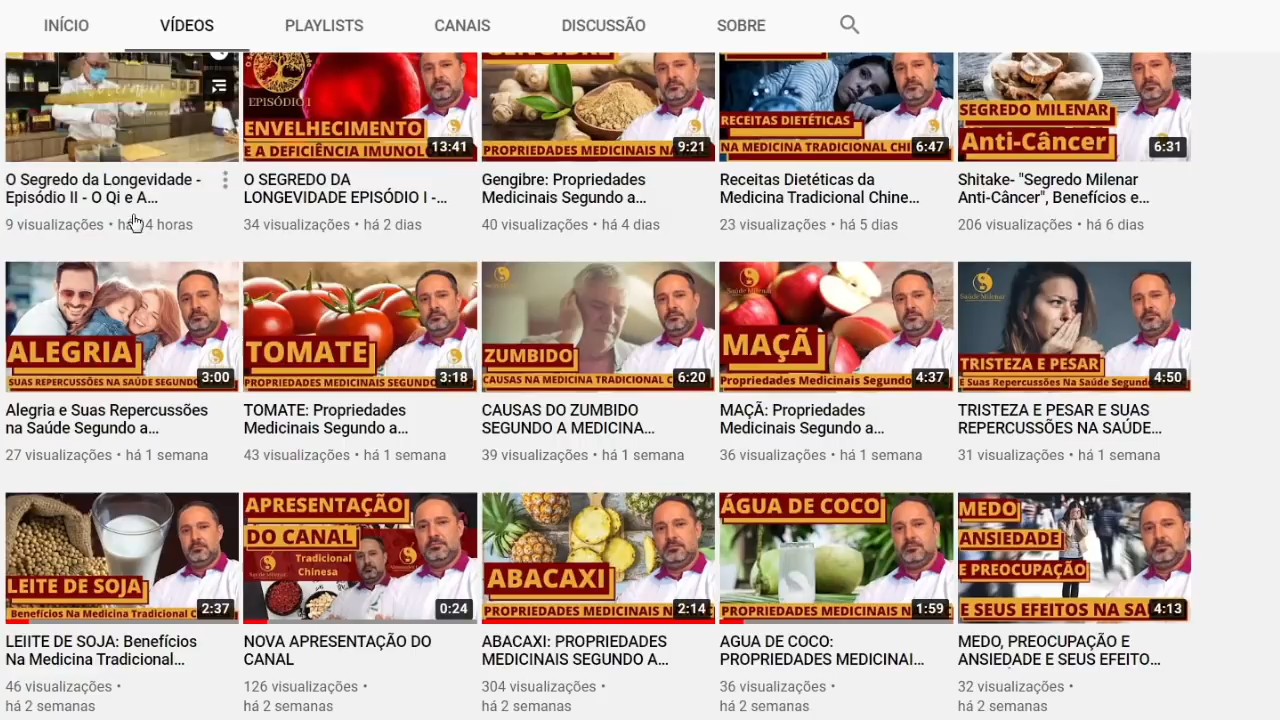 INÍCIO
VÍDEOS
PLAYLISTS
CANAIS
DISCUSSÃO
SOBRE
EPISÓDIO I
ENVELHECIMENTO
E A DEFICIÊNCIA IMUNOL
13:41
GENGIBRE
PROPRIEDADES MEDICINAIS NA
9:21
RECEITAS DIETÉTICAS
NA MEDICINA TRADICIONAL CHI
6:47
SEGREDO MILENAR
Anti-Câncer
6:31
O Segredo da Longevidade -
Episódio II - O Qi e A...
9 visualizações • há 4 horas
O SEGREDO DA
LONGEVIDADE EPISÓDIO I -...
34 visualizações • há 2 dias
Gengibre: Propriedades
Medicinais Segundo a...
40 visualizações • há 4 dias
Receitas Dietéticas da
Medicina Tradicional Chine...
23 visualizações • há 5 dias
Shitake- "Segredo Milenar
Anti-Câncer", Benefícios e...
206 visualizações • há 6 dias
ALEGRIA
SUAS REPERCUSSÕES NA SAÚDE SEGUNDO
3:00
TOMATE
PROPRIEDADES MEDICINAIS SEGUNDO
3:18
ZUMBIDO
CAUSAS NA MEDICINA TRADICIONAL C
6:20
Saúde Milenar
MAÇÃ
Propriedades Medicinais Segundo
4:37
Saúde Milenar
TRISTEZA E PESAR
E Suas Repercussões Na Saúde Segund
4:50
Alegria e Suas Repercussões
na Saúde Segundo a...
27 visualizações • há 1 semana
TOMATE: Propriedades
Medicinais Segundo a...
43 visualizações • há 1 semana
CAUSAS DO ZUMBIDO
SEGUNDO A MEDICINA...
39 visualizações • há 1 semana
MAÇÃ: Propriedades
Medicinais Segundo a...
36 visualizações • há 1 semana
TRISTEZA E PESAR E SUAS
REPERCUSSÕES NA SAÚDE...
31 visualizações • há 1 semana
LEITE DE SOJA
Benefícios Na Medicina Tradicional C
2:37
APRESENTAÇÃO
DO CANAL
Tradicional
Chinesa
0:24
ABACAXI
PROPRIEDADES MEDICINAIS N
2:14
ÁGUA DE COCO
PROPRIEDADES MEDICINAIS N
1:59
MEDO
ANSIEDADE
E PREOCUPAÇÃO
E SEUS EFEITOS NA SA
4:13
LEIITE DE SOJA: Benefícios
Na Medicina Tradicional...
46 visualizações •
há 2 semanas
NOVA APRESENTAÇÃO DO
CANAL
126 visualizações •
há 2 semanas
ABACAXI: PROPRIEDADES
MEDICINAIS SEGUNDO A...
304 visualizações •
há 2 semanas
AGUA DE COCO:
PROPRIEDADES MEDICINAI...
36 visualizações •
há 2 semanas
MEDO, PREOCUPAÇÃO E
ANSIEDADE E SEUS EFEITO...
32 visualizações •
há 2 semanas